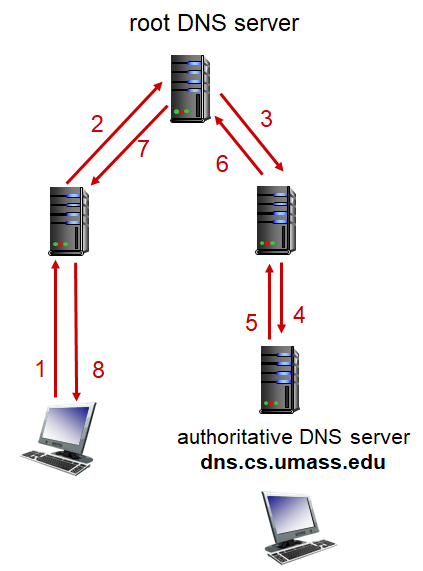 root DNS server
2
3
7
6
5
4
1
8
authoritative DNS server
dns.cs.umass.edu